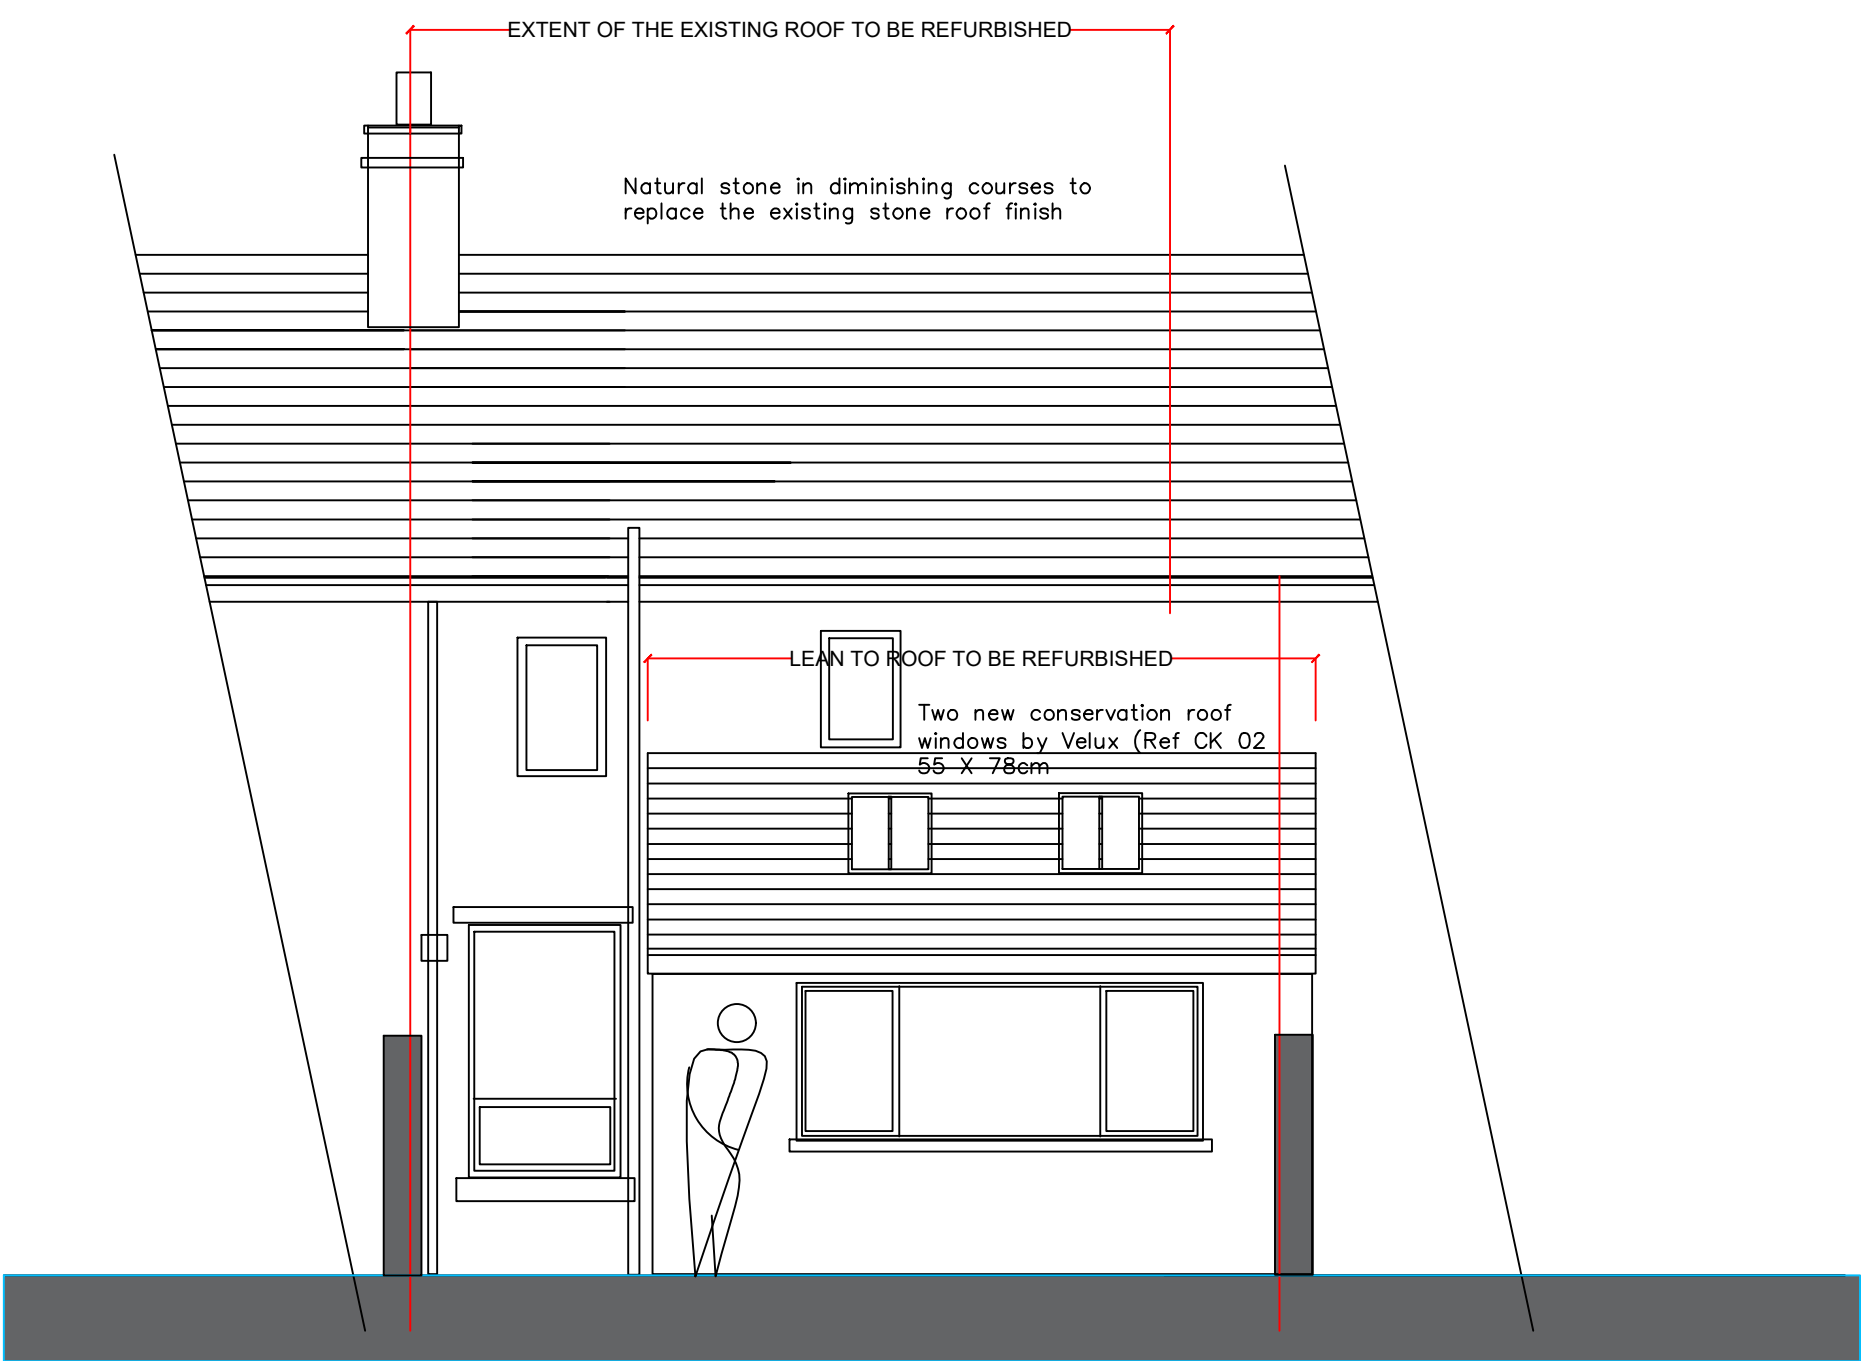 EXTENT OF THE EXISTING ROOF TO BE REFURBISHED
Natural stone in diminishing courses to
replace the existing stone roof finish
LEAN TO ROOF TO BE REFURBISHED
Two new conservation roof
windows by Velux (Ref CK 02
55 X 78cm